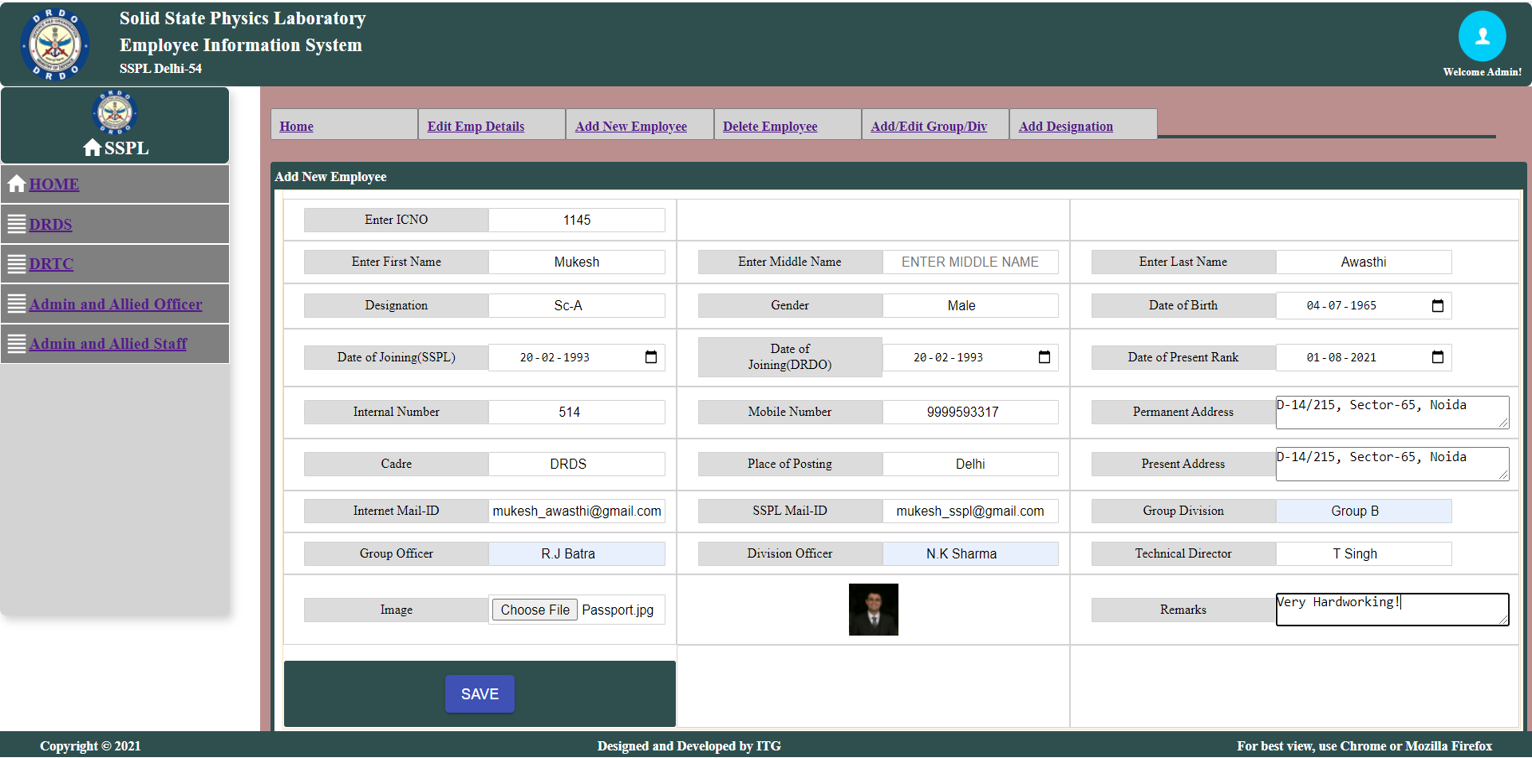 DRDO
Solid State Physics Laboratory
Employee Information System
SSPL Delhi-54
DRDO
Welcome Admin!
DRDO
SSPL
HOME
DRDS
DRTC
Admin and Allied Officer
Admin and Allied Staff
Home Edit Emp Details Add New Employee Delete Employee Add/Edit Group/Div Add Designation
Add New Employee
Enter ICNO 1145
Enter First Name Mukesh Enter Middle Name ENTER MIDDLE NAME Enter Last Name Awasthi
Designation Sc-A Gender Male Date of Birth 04-07-1965
Date of Joining(SSPL) 20-02-1993 Date of Joining(DRDO) 20-02-1993 Date of Present Rank 01-08-2021
Internal Number 514 Mobile Number 9999593317 Permanent Address D-14/215, Sector-65, Noida
Cadre DRDS Place of Posting Delhi Present Address D-14/215, Sector-65, Noida
Internet Mail-ID mukesh_awasthi@gmail.com SSPL Mail-ID mukesh_sspl@gmail.com Group Division Group B
Group Officer R.J Batra Division Officer N.K Sharma Technical Director T Singh
Image Choose File Passport.jpg Remarks Very Hardworking!
SAVE
Copyright © 2021 Designed and Developed by ITG For best view, use Chrome or Mozilla Firefox